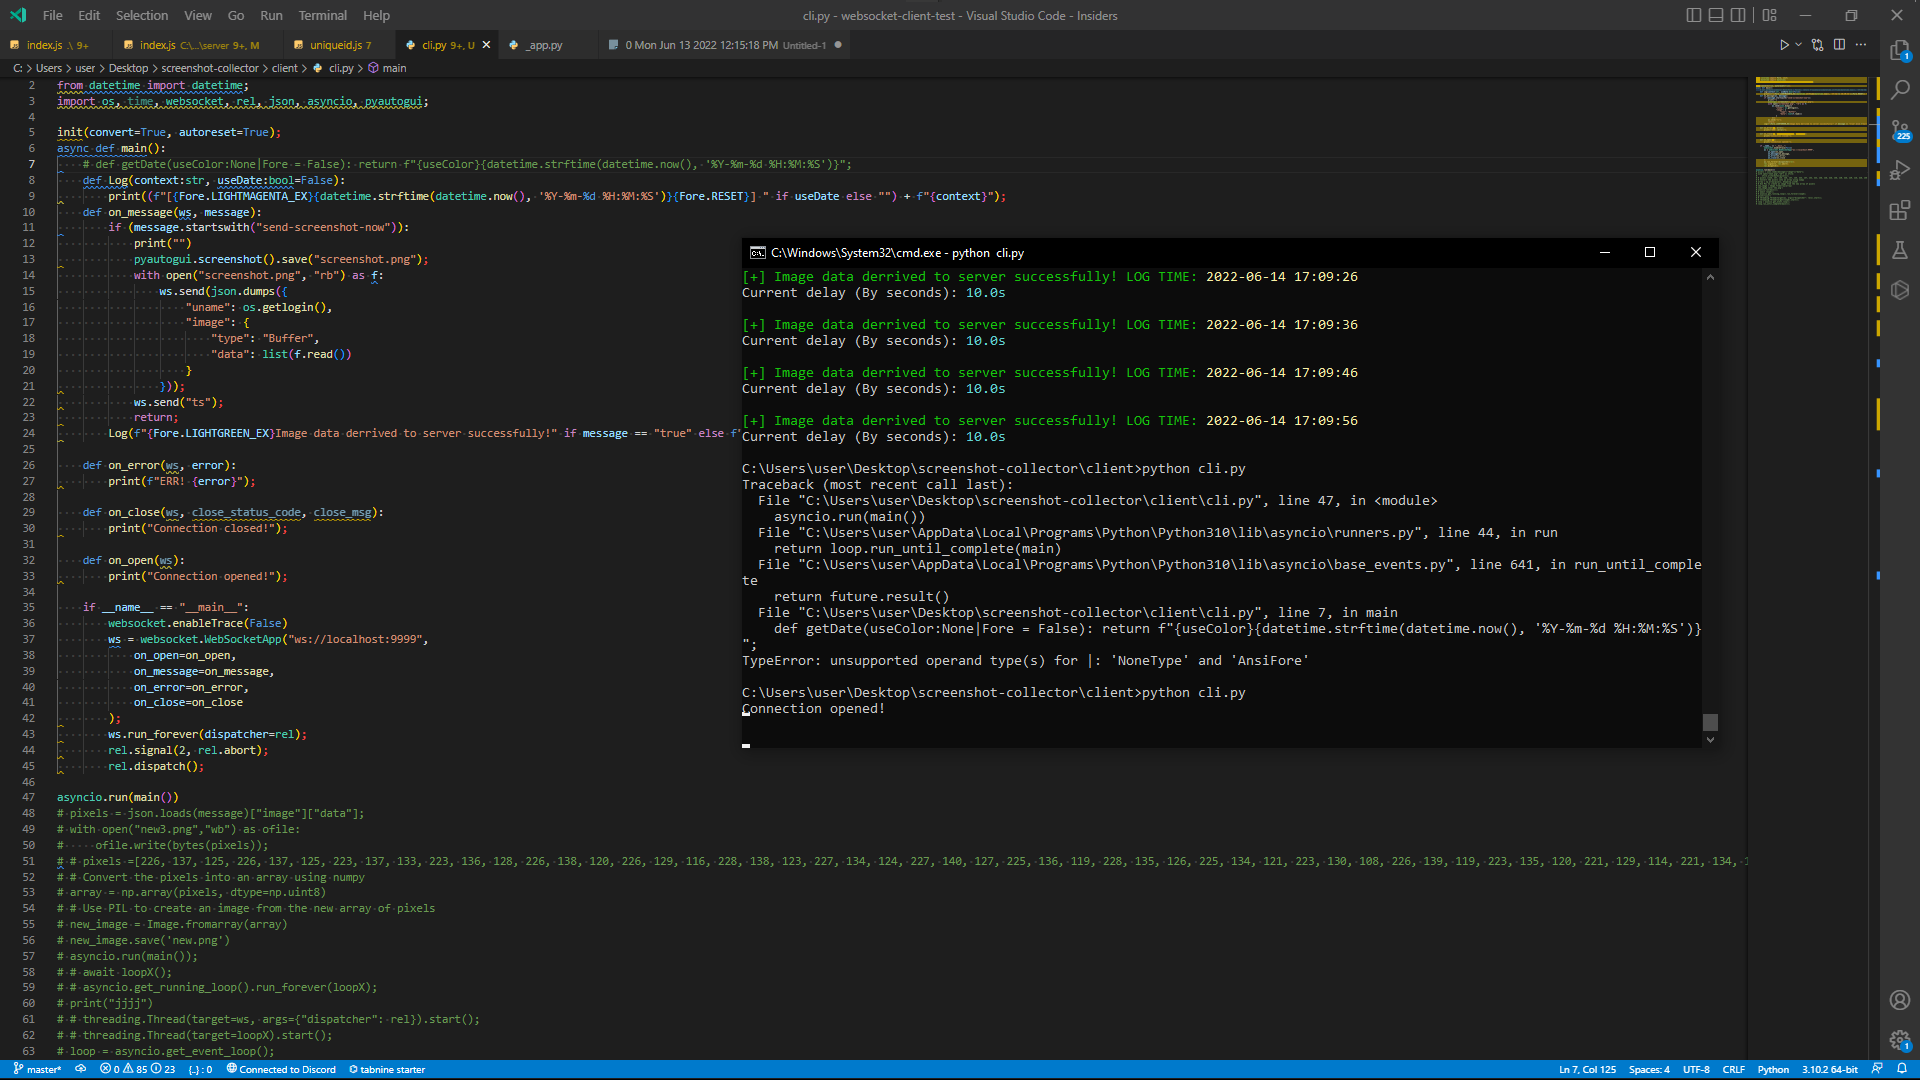 File Edit Selection View Go Run Terminal Help
cli.py - websocket-client-test - Visual Studio Code - Insiders
index.js .\ 9+
index.js C:\...\server 9+, M
uniqueid.js 7
cli.py 9+, U
_app.py
0 Mon Jun 13 2022 12:15:18 PM Untitled-1
C: > Users > user > Desktop > screenshot-collector > client > cli.py > main
2 from datetime import datetime;
3 import os, time, websocket, rel, json, asyncio, pyautogui;
4
5 init(convert=True, autoreset=True);
6 async def main():
7 # def getDate(useColor:None|Fore = False): return f"{useColor}{datetime.strftime(datetime.now(), '%Y-%m-%d %H:%M:%S')}";
8 def Log(context:str, useDate:bool=False):
9 print((f"[{Fore.LIGHTMAGENTA_EX}{datetime.strftime(datetime.now(), '%Y-%m-%d %H:%M:%S')}{Fore.RESET}] " if useDate else "") + f"{context}");
10 def on_message(ws, message):
11 if (message.startswith("send-screenshot-now")):
12 print("")
13 pyautogui.screenshot().save("screenshot.png");
14 with open("screenshot.png", "rb") as f:
15 ws.send(json.dumps({
16 "uname": os.getlogin(),
17 "image": {
18 "type": "Buffer",
19 "data": list(f.read())
20 }
21 }));
22 ws.send("ts");
23 return;
24 Log(f"{Fore.LIGHTGREEN_EX}Image data derrived to server successfully!" if message == "true" else f"
25
26 def on_error(ws, error):
27 print(f"ERR! {error}");
28
29 def on_close(ws, close_status_code, close_msg):
30 print("Connection closed!");
31
32 def on_open(ws):
33 print("Connection opened!");
34
35 if __name__ == "__main__":
36 websocket.enableTrace(False)
37 ws = websocket.WebSocketApp("ws://localhost:9999",
38 on_open=on_open,
39 on_message=on_message,
40 on_error=on_error,
41 on_close=on_close
42 );
43 ws.run_forever(dispatcher=rel);
44 rel.signal(2, rel.abort);
45 rel.dispatch();
46
47 asyncio.run(main())
48 # pixels = json.loads(message)["image"]["data"];
49 # with open("new3.png","wb") as ofile:
50 # ofile.write(bytes(pixels));
51 # # pixels =[226, 137, 125, 226, 137, 125, 223, 137, 133, 223, 136, 128, 226, 138, 120, 226, 129, 116, 228, 138, 123, 227, 134, 124, 227, 140, 127, 225, 136, 119, 228, 135, 126, 225, 134, 121, 223, 130, 108, 226, 139, 119, 223, 135, 120, 221, 129, 114, 221, 134,
52 # # Convert the pixels into an array using numpy
53 # array = np.array(pixels, dtype=np.uint8)
54 # # Use PIL to create an image from the new array of pixels
55 # new_image = Image.fromarray(array)
56 # new_image.save('new.png')
57 # asyncio.run(main());
58 # # await loopX();
59 # # asyncio.get_running_loop().run_forever(loopX);
60 # print("jjjj")
61 # # threading.Thread(target=ws, args={"dispatcher": rel}).start();
62 # # threading.Thread(target=loopX).start();
63 # loop = asyncio.get_event_loop();
C:\Windows\System32\cmd.exe - python cli.py
[+] Image data derrived to server successfully! LOG TIME: 2022-06-14 17:09:26
Current delay (By seconds): 10.0s
[+] Image data derrived to server successfully! LOG TIME: 2022-06-14 17:09:36
Current delay (By seconds): 10.0s
[+] Image data derrived to server successfully! LOG TIME: 2022-06-14 17:09:46
Current delay (By seconds): 10.0s
[+] Image data derrived to server successfully! LOG TIME: 2022-06-14 17:09:56
Current delay (By seconds): 10.0s
C:\Users\user\Desktop\screenshot-collector\client>python cli.py
Traceback (most recent call last):
File "C:\Users\user\Desktop\screenshot-collector\client\cli.py", line 47, in <module>
asyncio.run(main())
File "C:\Users\user\AppData\Local\Programs\Python\Python310\lib\asyncio\runners.py", line 44, in run
return loop.run_until_complete(main)
File "C:\Users\user\AppData\Local\Programs\Python\Python310\lib\asyncio\base_events.py", line 641, in run_until_comple
te
return future.result()
File "C:\Users\user\Desktop\screenshot-collector\client\cli.py", line 7, in main
def getDate(useColor:None|Fore = False): return f"{useColor}{datetime.strftime(datetime.now(), '%Y-%m-%d %H:%M:%S')}
";
TypeError: unsupported operand type(s) for |: 'NoneType' and 'AnsiFore'
C:\Users\user\Desktop\screenshot-collector\client>python cli.py
Connection opened!
1
225
1
master* 0 85 23 {..} : 0 Connected to Discord tabnine starter
Ln 7, Col 125 Spaces: 4 UTF-8 CRLF Python 3.10.2 64-bit